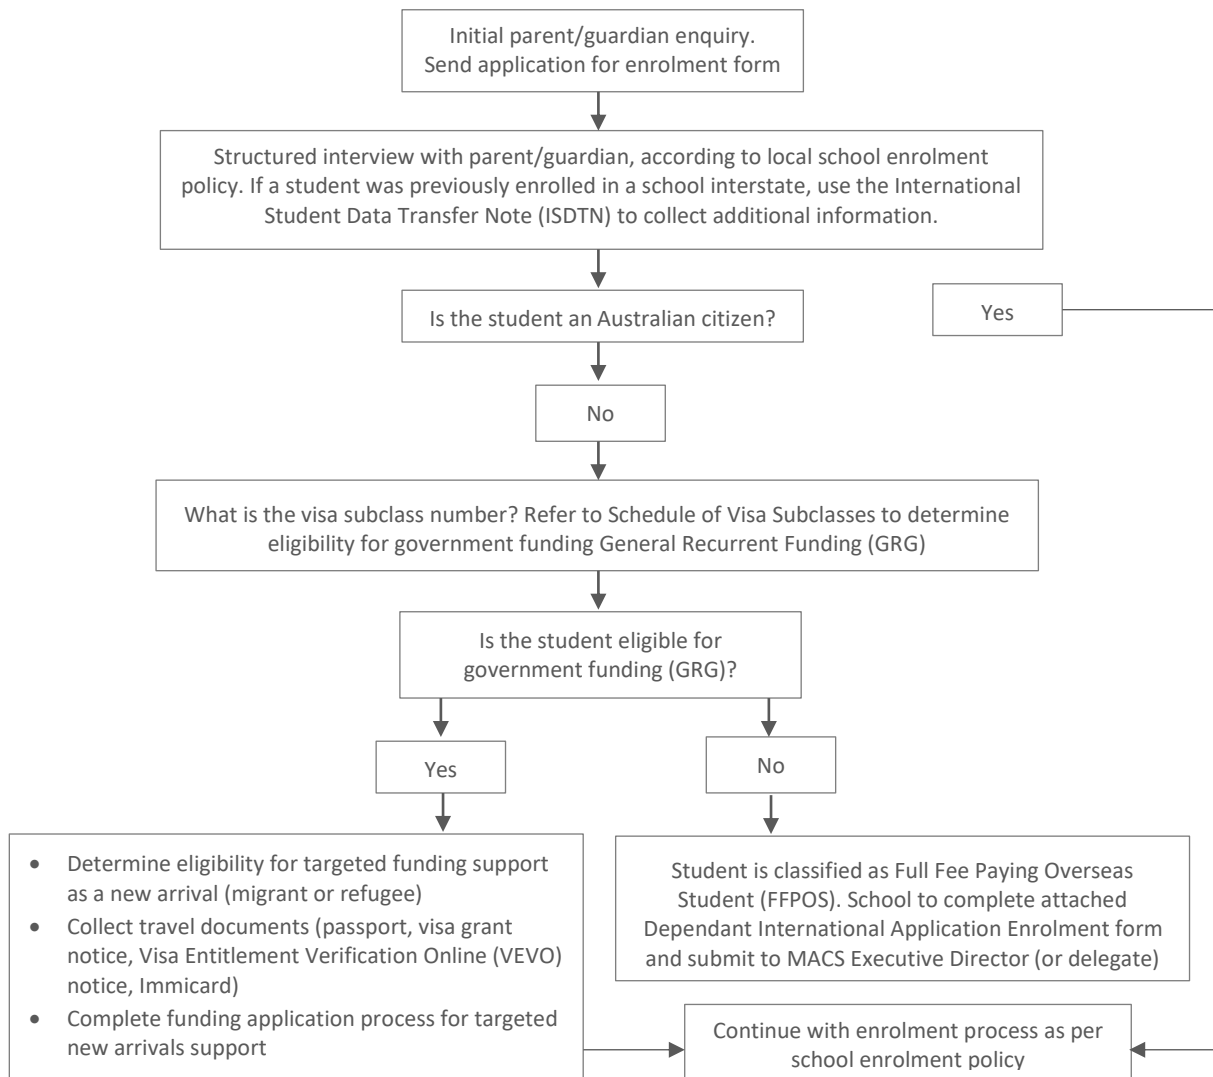 Initial parent/guardian enquiry.
Send application for enrolment form
Structured interview with parent/guardian, according to local school enrolment
policy. If a student was previously enrolled in a school interstate, use the International
Student Data Transfer Note (ISDTN) to collect additional information.
Is the student an Australian citizen?
Yes
No
What is the visa subclass number? Refer to Schedule of Visa Subclasses to determine
eligibility for government funding General Recurrent Funding (GRG)
Is the student eligible for
government funding (GRG)?
Yes
No
• Determine eligibility for targeted funding support
as a new arrival (migrant or refugee)
• Collect travel documents (passport, visa grant
notice, Visa Entitlement Verification Online (VEVO)
notice, Immicard)
• Complete funding application process for targeted
new arrivals support
Student is classified as Full Fee Paying Overseas
Student (FFPOS). School to complete attached
Dependant International Application Enrolment form
and submit to MACS Executive Director (or delegate)
Continue with enrolment process as per
school enrolment policy